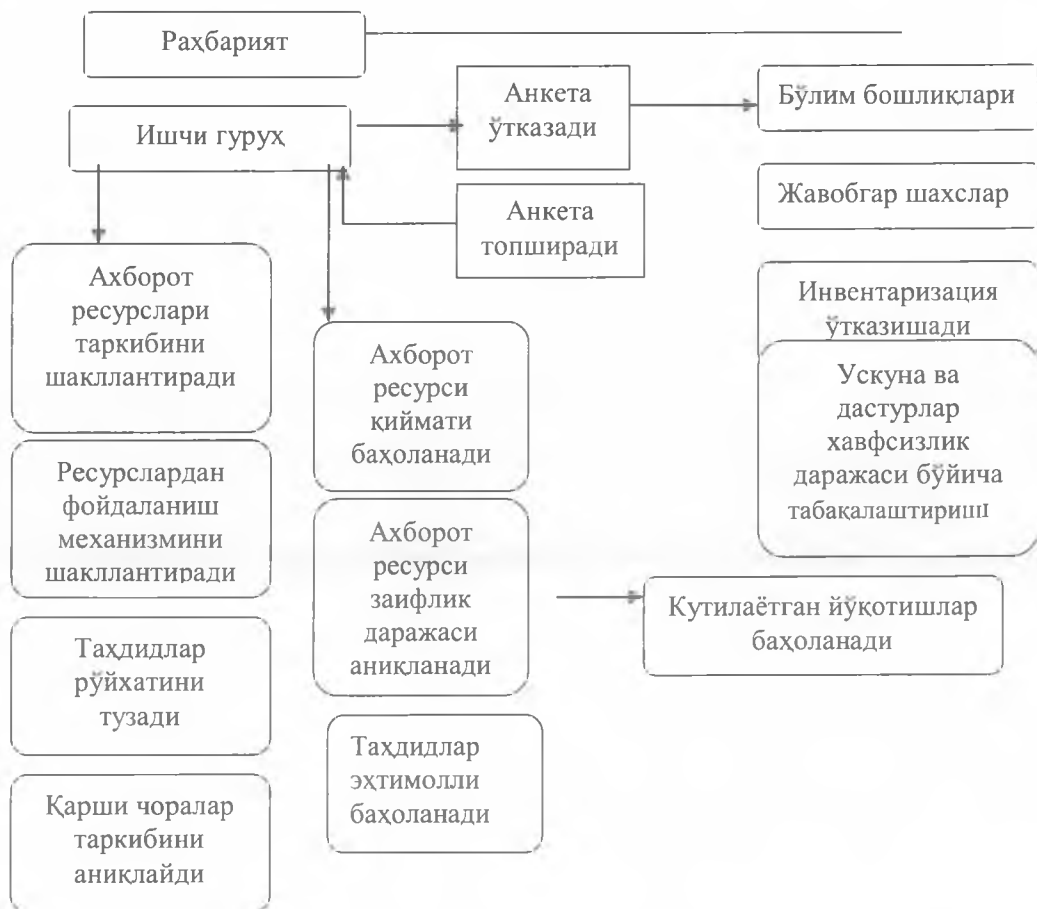 Раҳбарият
Ишчи гуруҳ
Анкета
ўтказади
Бўлим бошлиқлари
Анкета
топширади
Жавобгар шахслар
Ахборот
ресурслари
таркибини
шакллантиради
Инвентаризация
ўтказишади
Ахборот
ресурси
қиймати
баҳоланади
Ускуна ва
дастурлар
хавфсизлик
даражаси бўйича
табақалаштириш
Ресурслардан
фойдаланиш
механизмини
шакллантиради
Ахборот
ресурси
заифлик
даражаси
аниқланади
Кутилаётган йўқотишлар
баҳоланади
Таҳдидлар
рўйхатини
тузади
Таҳдидлар
эҳтимолли
баҳоланади
Қарши чоралар
таркибини
аниқлайди